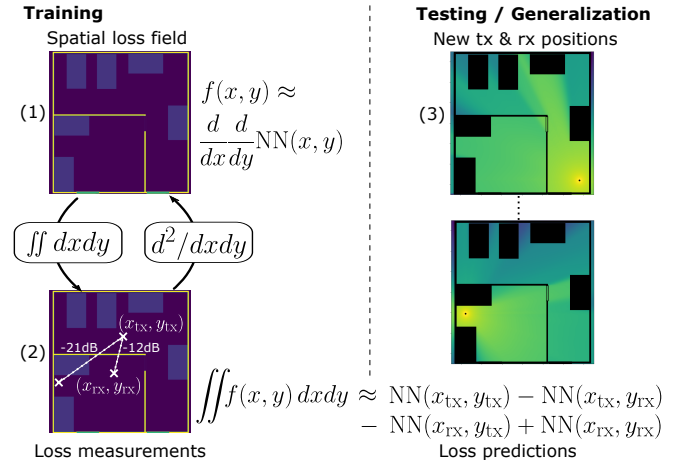 Training
Spatial loss field
(1)
f(x, y) ≈
d/dx d/dy NN(x, y)
∬ dxdy
d²/dxdy
(2)
(x_tx, y_tx)
-21dB
-12dB
(x_rx, y_rx)
Loss measurements
Testing / Generalization
New tx & rx positions
(3)
∬ f(x, y) dxdy ≈ NN(x_tx, y_tx) − NN(x_tx, y_rx)
− NN(x_rx, y_tx) + NN(x_rx, y_rx)
Loss predictions